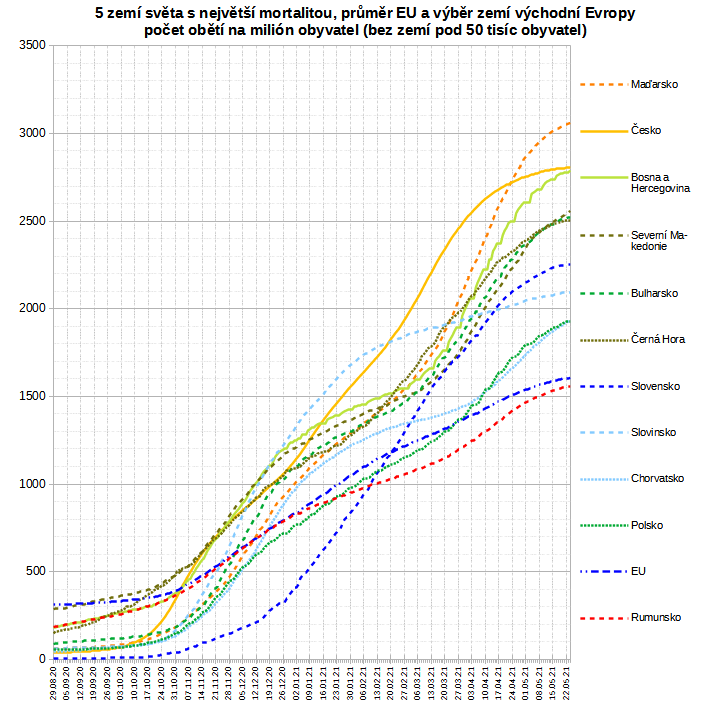 5 zemí světa s největší mortalitou, průměr EU a výběr zemí východní Evropy
počet obětí na milión obyvatel (bez zemí pod 50 tisíc obyvatel)
3500
3000
2500
2000
1500
1000
500
0
Maďarsko
Česko
Bosna a
Hercegovina
Severní Ma-
kedonie
Bulharsko
Černá Hora
Slovensko
Slovinsko
Chorvatsko
Polsko
EU
Rumunsko
29.08.20
05.09.20
12.09.20
19.09.20
26.09.20
03.10.20
10.10.20
17.10.20
24.10.20
31.10.20
07.11.20
14.11.20
21.11.20
28.11.20
05.12.20
12.12.20
19.12.20
26.12.20
02.01.21
09.01.21
16.01.21
23.01.21
30.01.21
06.02.21
13.02.21
20.02.21
27.02.21
06.03.21
13.03.21
20.03.21
27.03.21
03.04.21
10.04.21
17.04.21
24.04.21
01.05.21
08.05.21
15.05.21
22.05.21